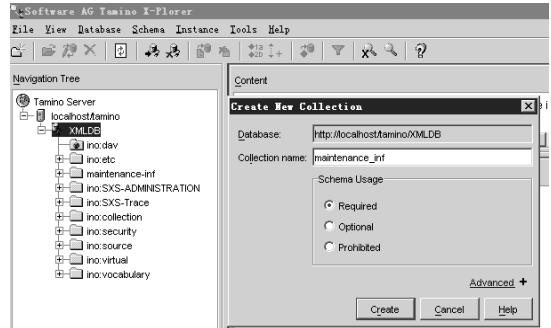 Software AG Tamino X-Plorer
File View Database Schema Instance Tools Help
Navigation Tree
Tamino Server
localhost/tamino
XMLDB
ino:dav
ino:etc
maintenance-inf
ino:SXS-ADMINISTRATION
ino:SXS-Trace
ino:collection
ino:security
ino:source
ino:virtual
ino:vocabulary
Content
Create New Collection
Database: http://localhost/tamino/XMLDB
Collection name: maintenance_inf
Schema Usage
Required
Optional
Prohibited
Advanced +
Create Cancel Help